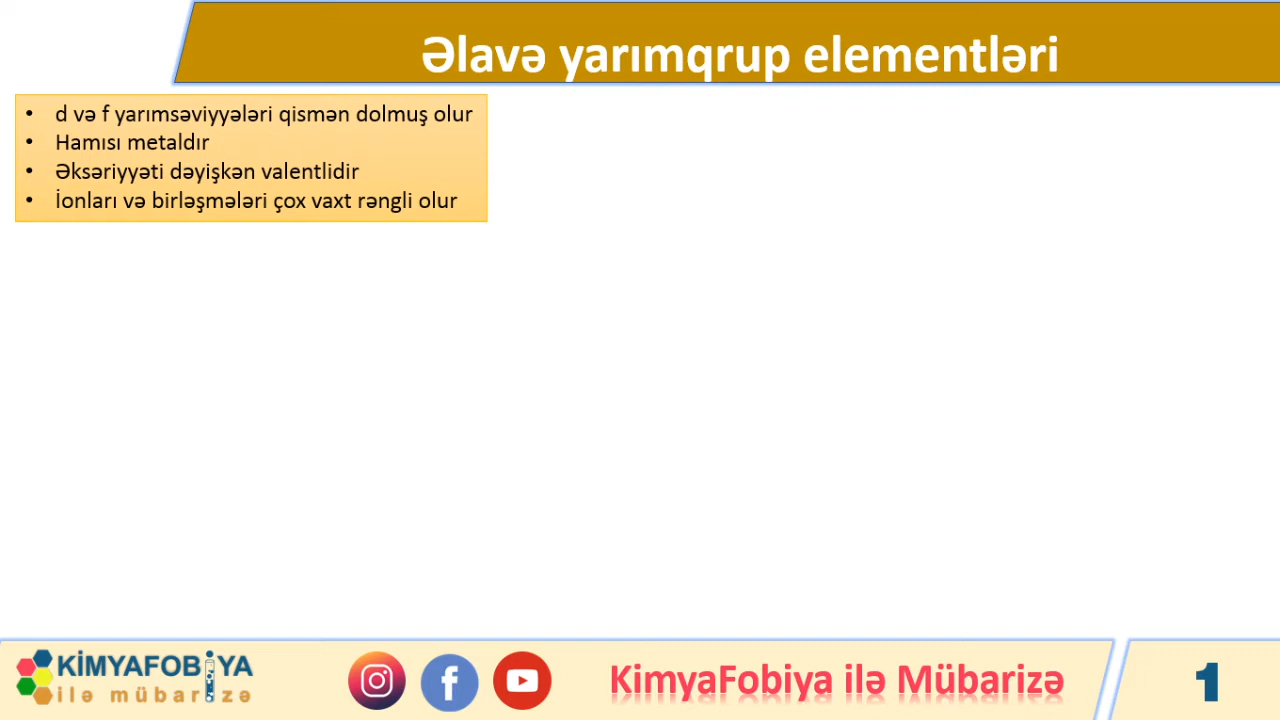 Əlavə yarımqrup elementləri
• d və f yarımsəviyyələri qismən dolmuş olur
• Hamısı metaldır
• Əksəriyyəti dəyişkən valentlidir
• İonları və birləşmələri çox vaxt rəngli olur
KİMYAFOBİYA
ilə mübarizə
KimyaFobiya ilə Mübarizə
1